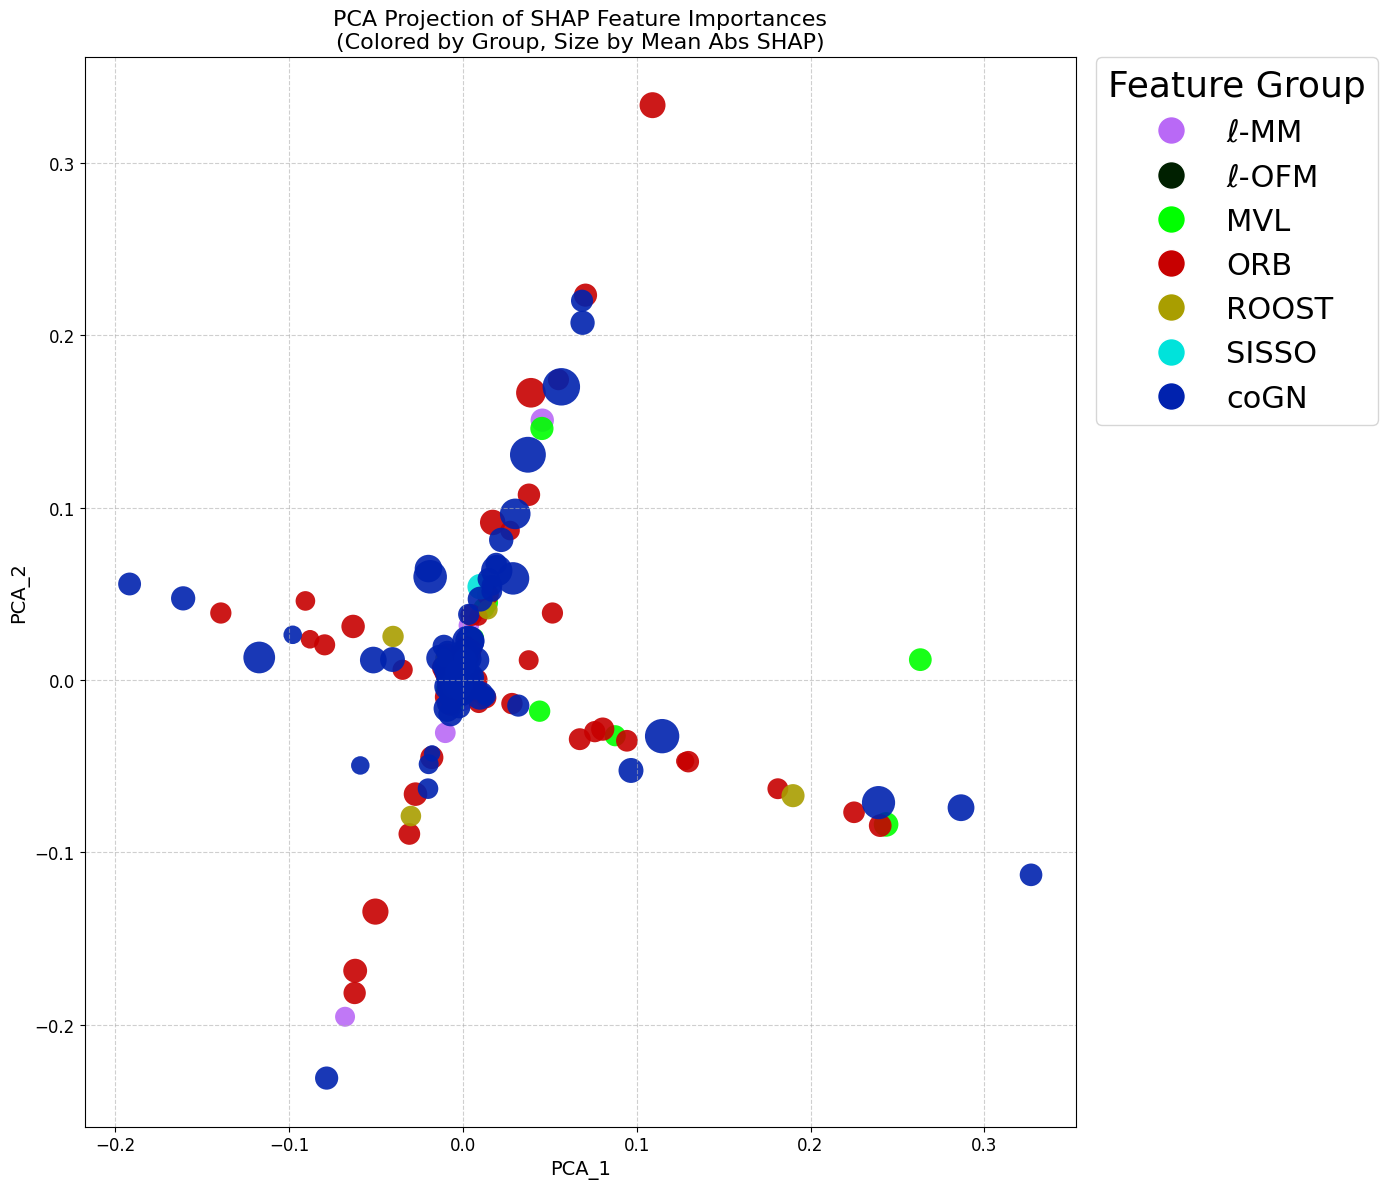 PCA Projection of SHAP Feature Importances
(Colored by Group, Size by Mean Abs SHAP)
Feature Group
ℓ-MM
ℓ-OFM
MVL
ORB
ROOST
SISSO
coGN
PCA_2
0.3
0.2
0.1
0.0
−0.1
−0.2
−0.2
−0.1
0.0
0.1
0.2
0.3
PCA_1